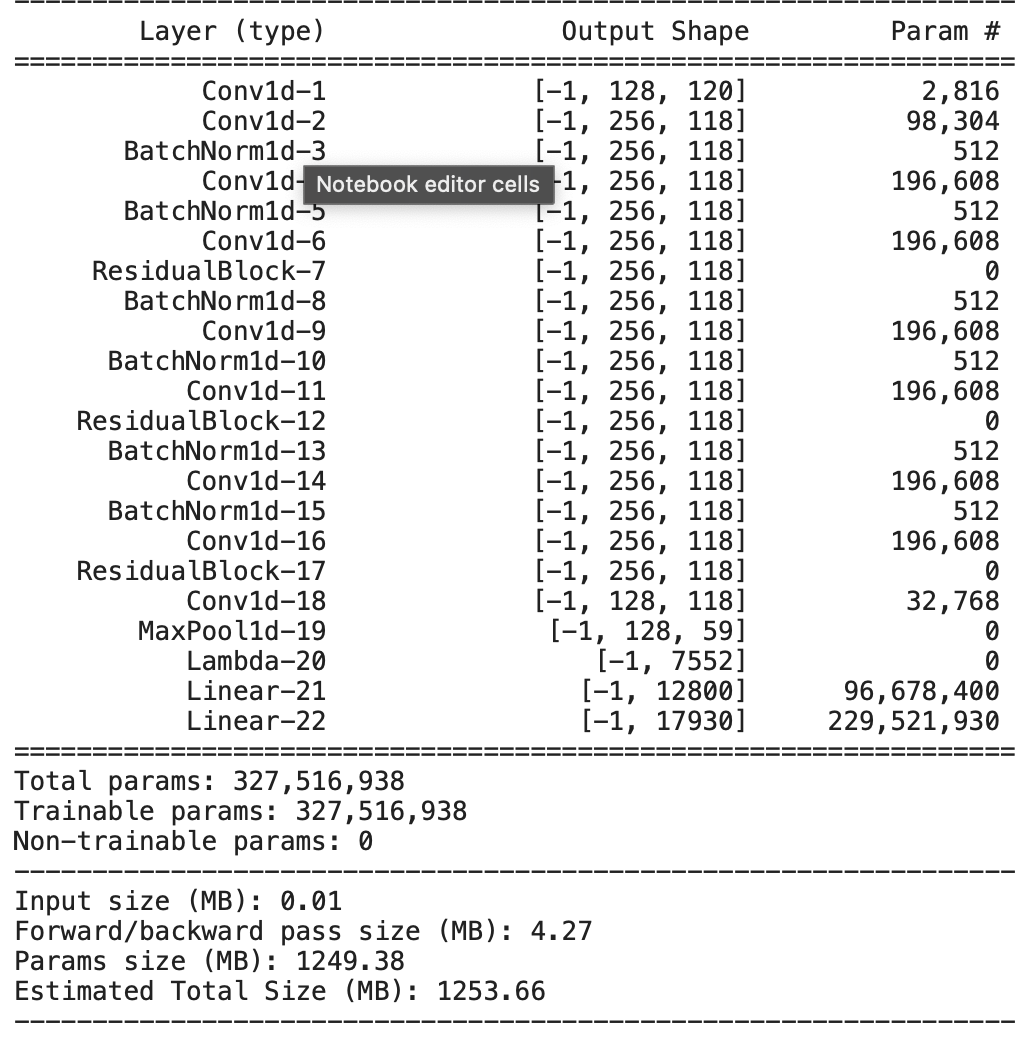 ----------------------------------------------------------------
Layer (type) Output Shape Param #
================================================================
Conv1d-1 [-1, 128, 120] 2,816
Conv1d-2 [-1, 256, 118] 98,304
BatchNorm1d-3 [-1, 256, 118] 512
Conv1d- Notebook editor cells -1, 256, 118] 196,608
BatchNorm1d-5 [-1, 256, 118] 512
Conv1d-6 [-1, 256, 118] 196,608
ResidualBlock-7 [-1, 256, 118] 0
BatchNorm1d-8 [-1, 256, 118] 512
Conv1d-9 [-1, 256, 118] 196,608
BatchNorm1d-10 [-1, 256, 118] 512
Conv1d-11 [-1, 256, 118] 196,608
ResidualBlock-12 [-1, 256, 118] 0
BatchNorm1d-13 [-1, 256, 118] 512
Conv1d-14 [-1, 256, 118] 196,608
BatchNorm1d-15 [-1, 256, 118] 512
Conv1d-16 [-1, 256, 118] 196,608
ResidualBlock-17 [-1, 256, 118] 0
Conv1d-18 [-1, 128, 118] 32,768
MaxPool1d-19 [-1, 128, 59] 0
Lambda-20 [-1, 7552] 0
Linear-21 [-1, 12800] 96,678,400
Linear-22 [-1, 17930] 229,521,930
================================================================
Total params: 327,516,938
Trainable params: 327,516,938
Non-trainable params: 0
----------------------------------------------------------------
Input size (MB): 0.01
Forward/backward pass size (MB): 4.27
Params size (MB): 1249.38
Estimated Total Size (MB): 1253.66
----------------------------------------------------------------